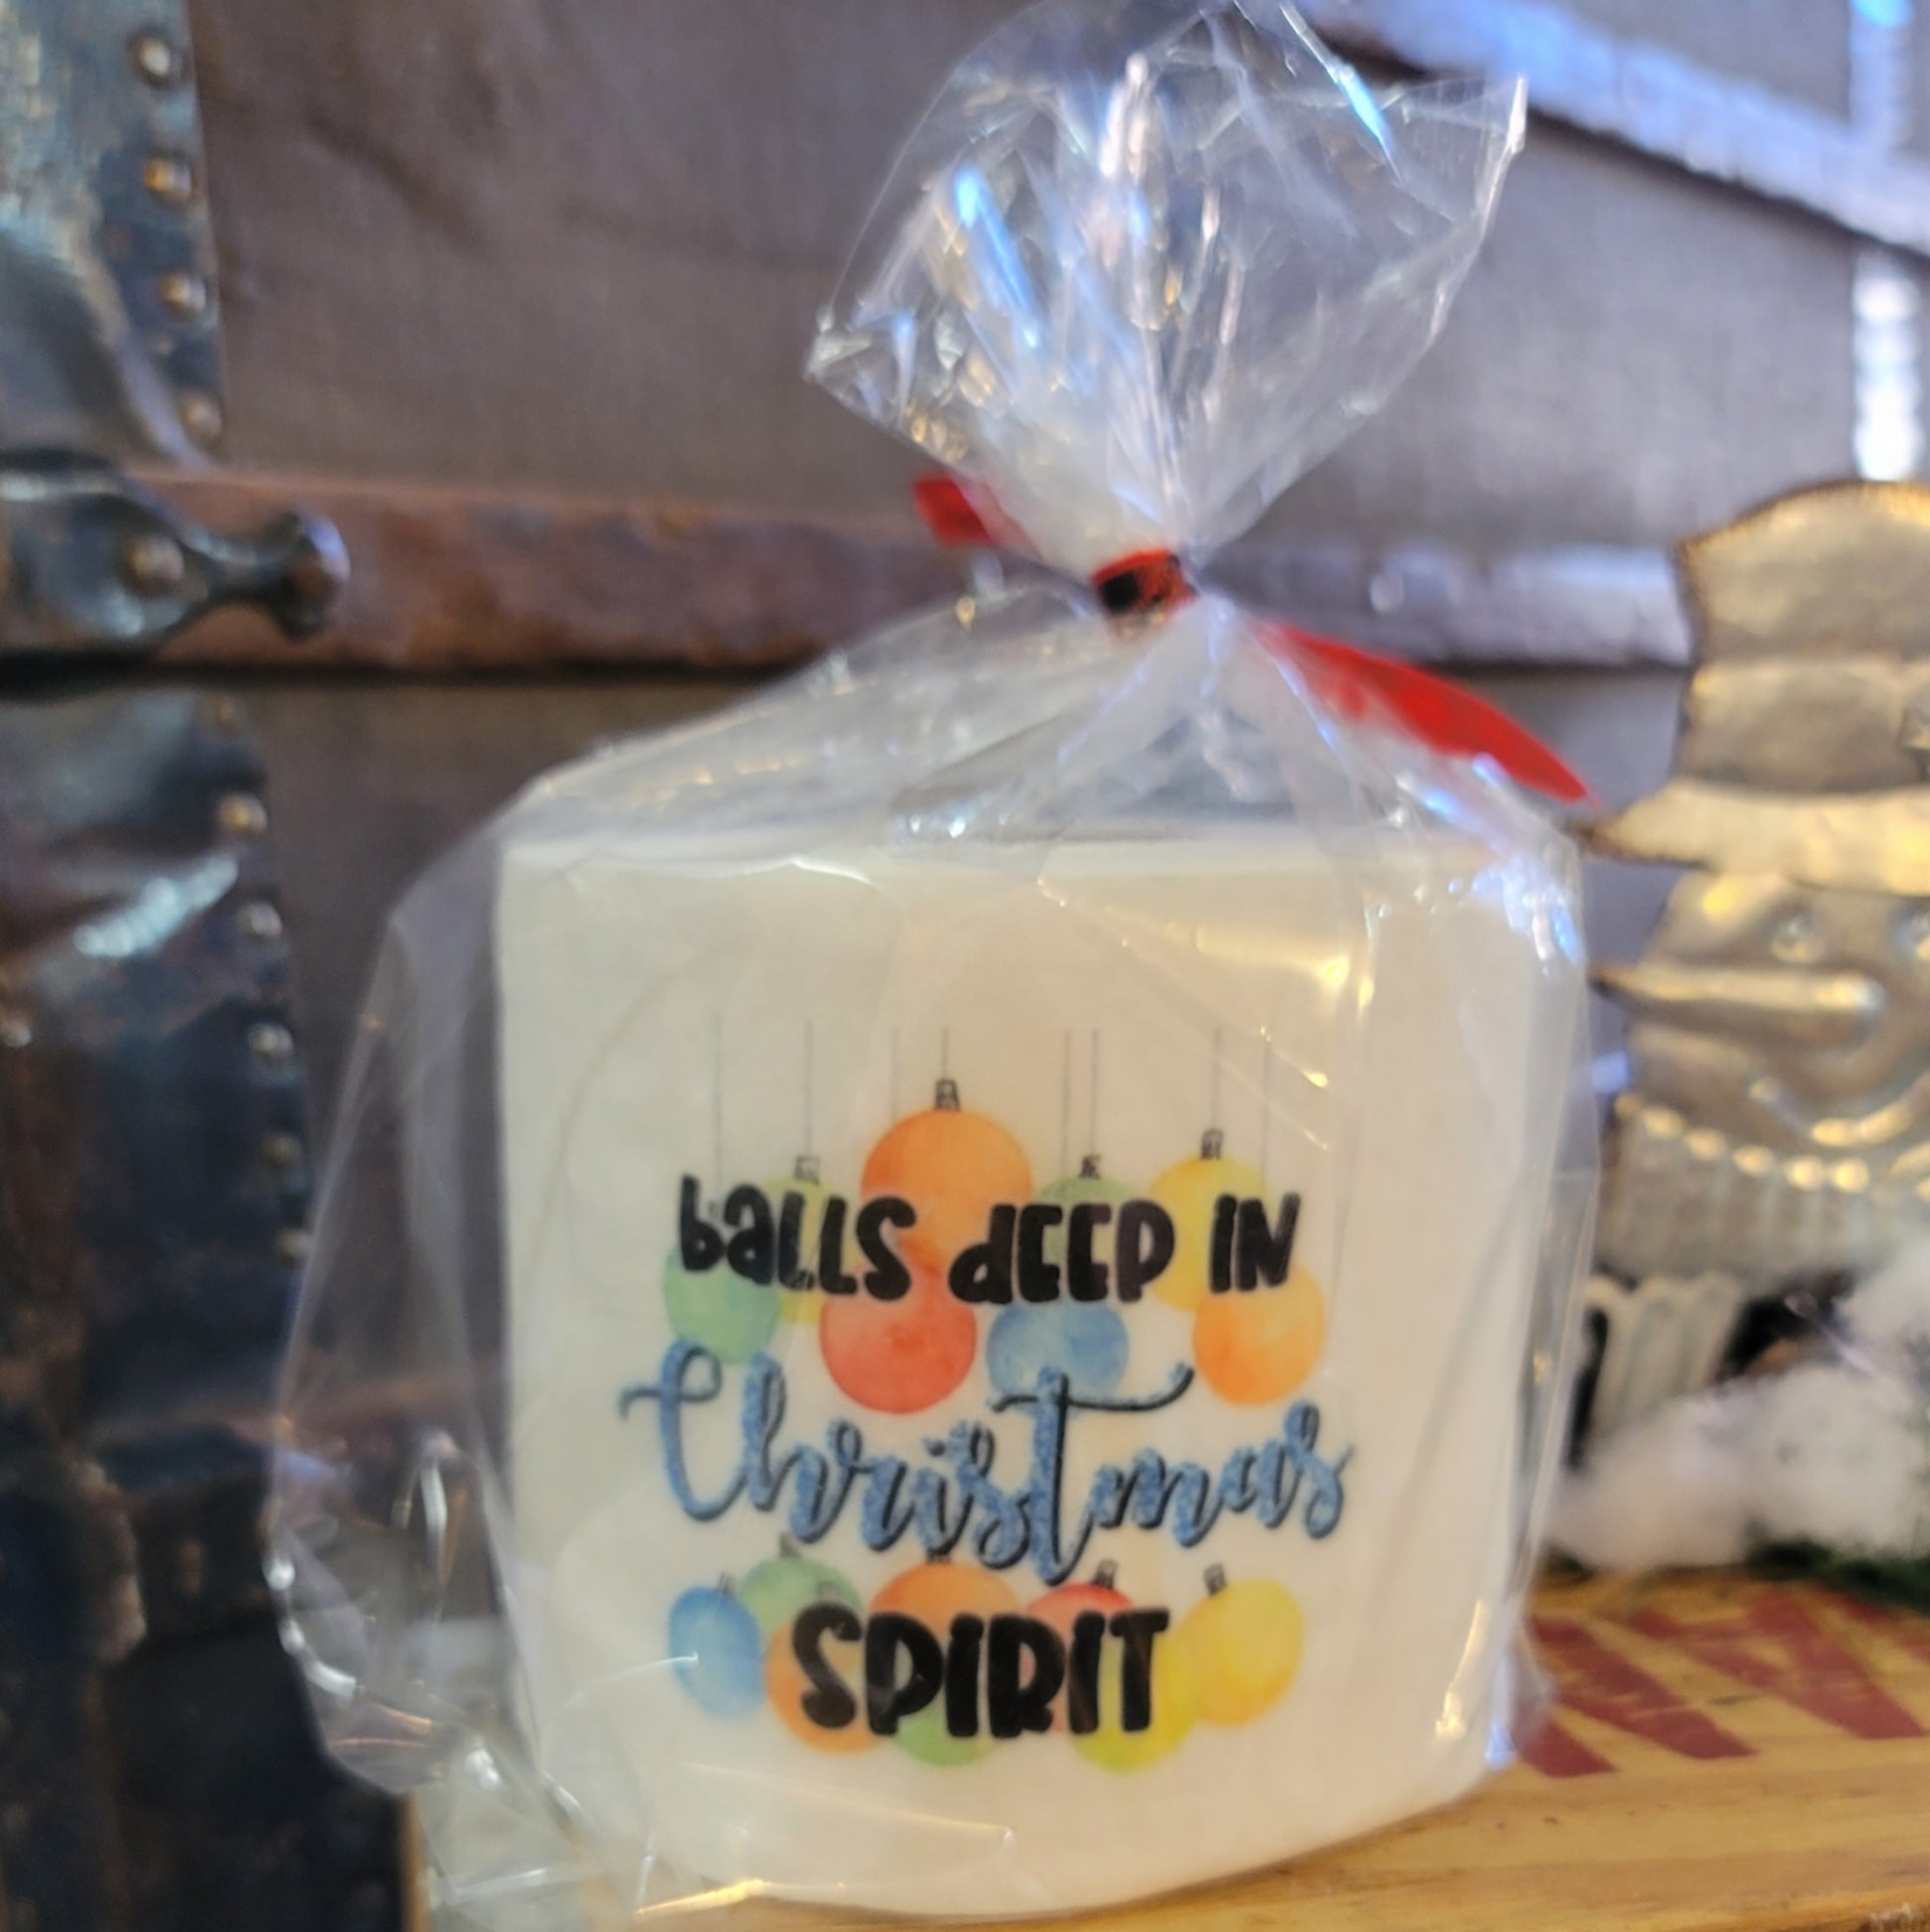 balls deep in
Christmas
SPIRIT